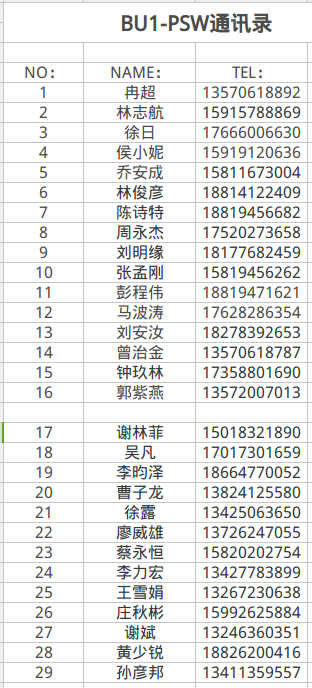 BU1-PSW通讯录
NO： NAME： TEL：
1 冉超 13570618892
2 林志航 15915788869
3 徐日 17666006630
4 侯小妮 15919120636
5 乔安成 15811673004
6 林俊彦 18814122409
7 陈诗特 18819456682
8 周永杰 17520273658
9 刘明缘 18177682459
10 张孟刚 15819456262
11 彭程伟 18819471621
12 马波涛 17628286354
13 刘安汝 18278392653
14 曾治金 13570618787
15 钟玖林 17358801690
16 郭紫燕 13572007013
17 谢林菲 15018321890
18 吴凡 17017301659
19 李昀泽 18664770052
20 曹子龙 13824125580
21 徐露 13425063650
22 廖威雄 13726247055
23 蔡永恒 15820202754
24 李力宏 13427783899
25 王雪娟 13267230638
26 庄秋彬 15992625884
27 谢斌 13246360351
28 黄少锐 18826200416
29 孙彦邦 13411359557